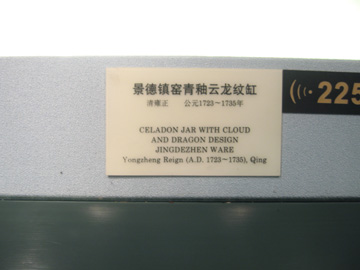 景德镇窑青釉云龙纹缸
清雍正 公元1723～1735年
CELADON JAR WITH CLOUD
AND DRAGON DESIGN
JINGDEZHEN WARE
Yongzheng Reign (A.D. 1723～1735), Qing
225